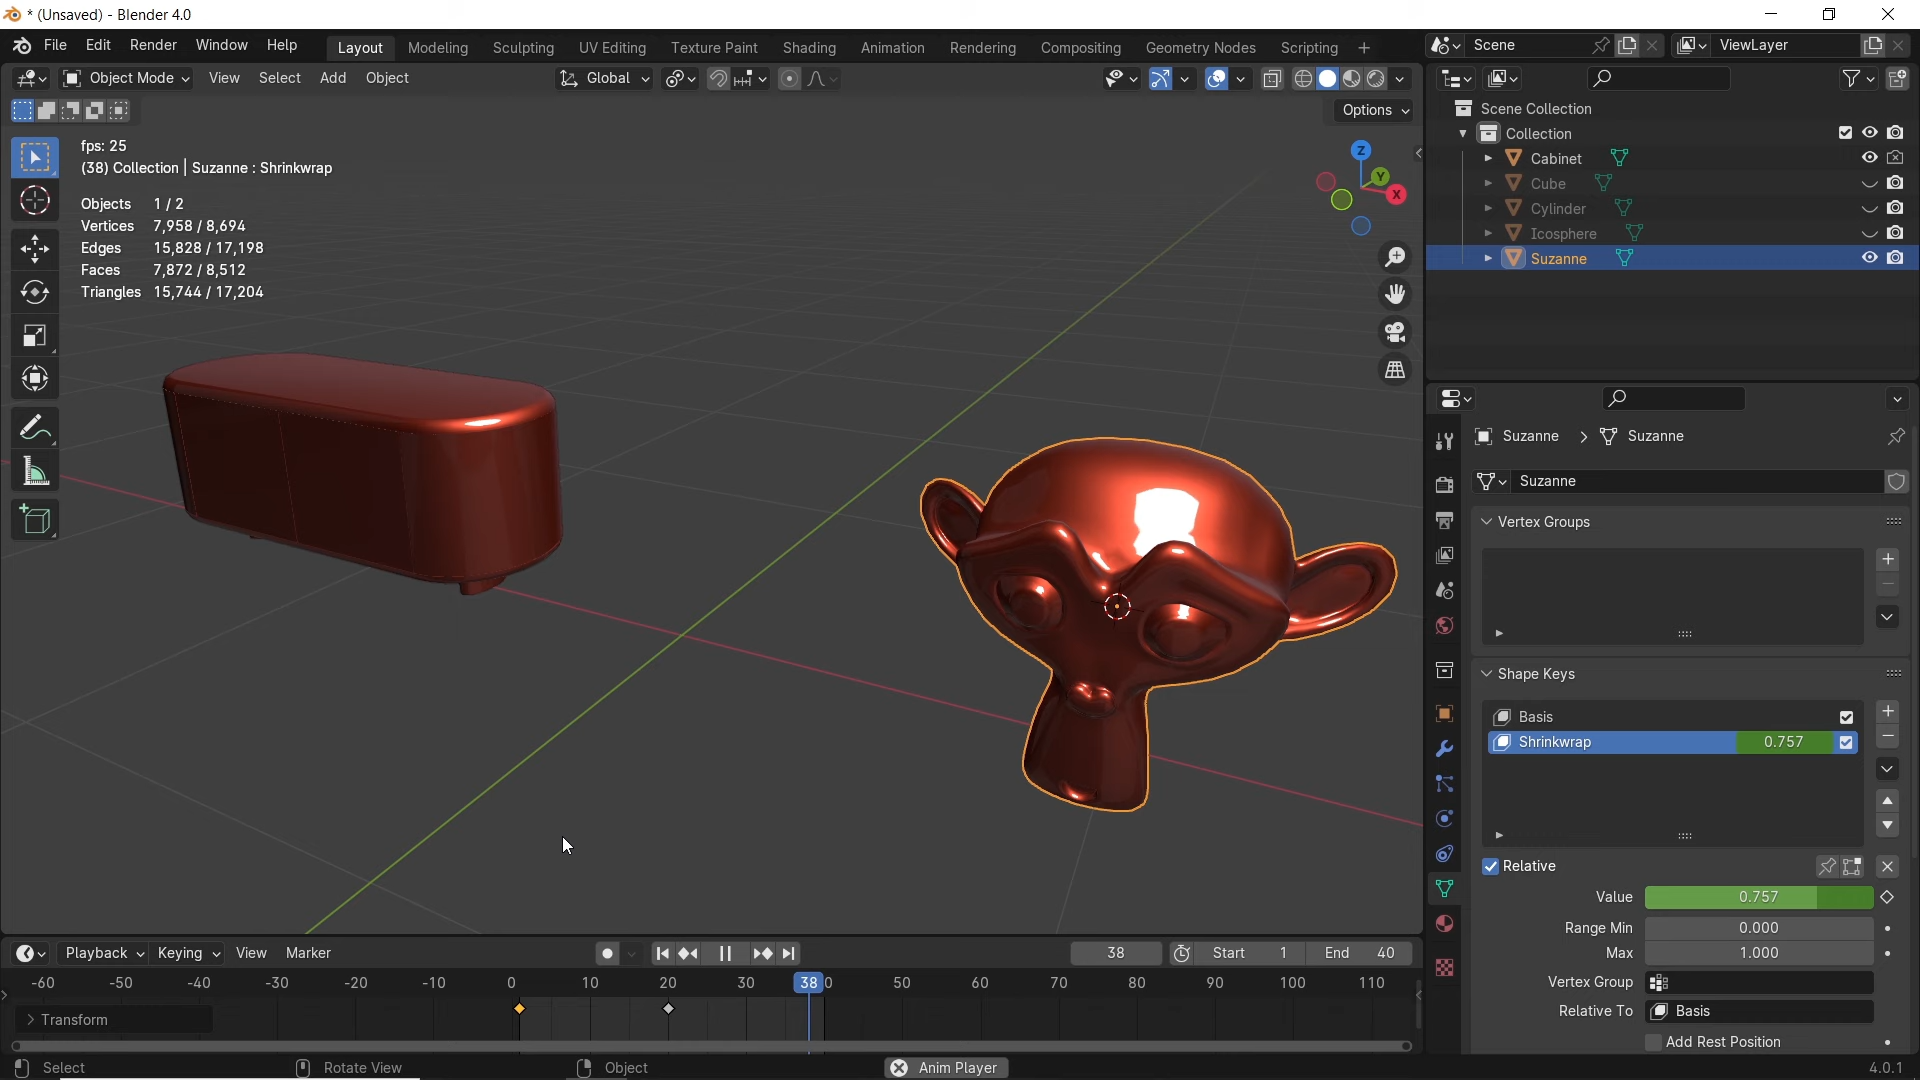 * (Unsaved) - Blender 4.0
File Edit Render Window Help
Layout Modeling Sculpting UV Editing Texture Paint Shading Animation Rendering Compositing Geometry Nodes Scripting +
Scene
ViewLayer
Object Mode View Select Add Object
Global
Options
fps: 25
(38) Collection | Suzanne : Shrinkwrap
Objects 1 / 2
Vertices 7,958 / 8,694
Edges 15,828 / 17,198
Faces 7,872 / 8,512
Triangles 15,744 / 17,204
Z
Y
X
Scene Collection
Collection
Cabinet
Cube
Cylinder
Icosphere
Suzanne
Suzanne > Suzanne
Suzanne
Vertex Groups
Shape Keys
Basis
Shrinkwrap 0.757
Relative
Value 0.757
Range Min 0.000
Max 1.000
Vertex Group
Relative To Basis
Add Rest Position
Playback Keying View Marker
38
Start 1
End 40
-60 -50 -40 -30 -20 -10 0 10 20 30 38 0 50 60 70 80 90 100 110
> Transform
Select
Rotate View
Object
Anim Player
4.0.1